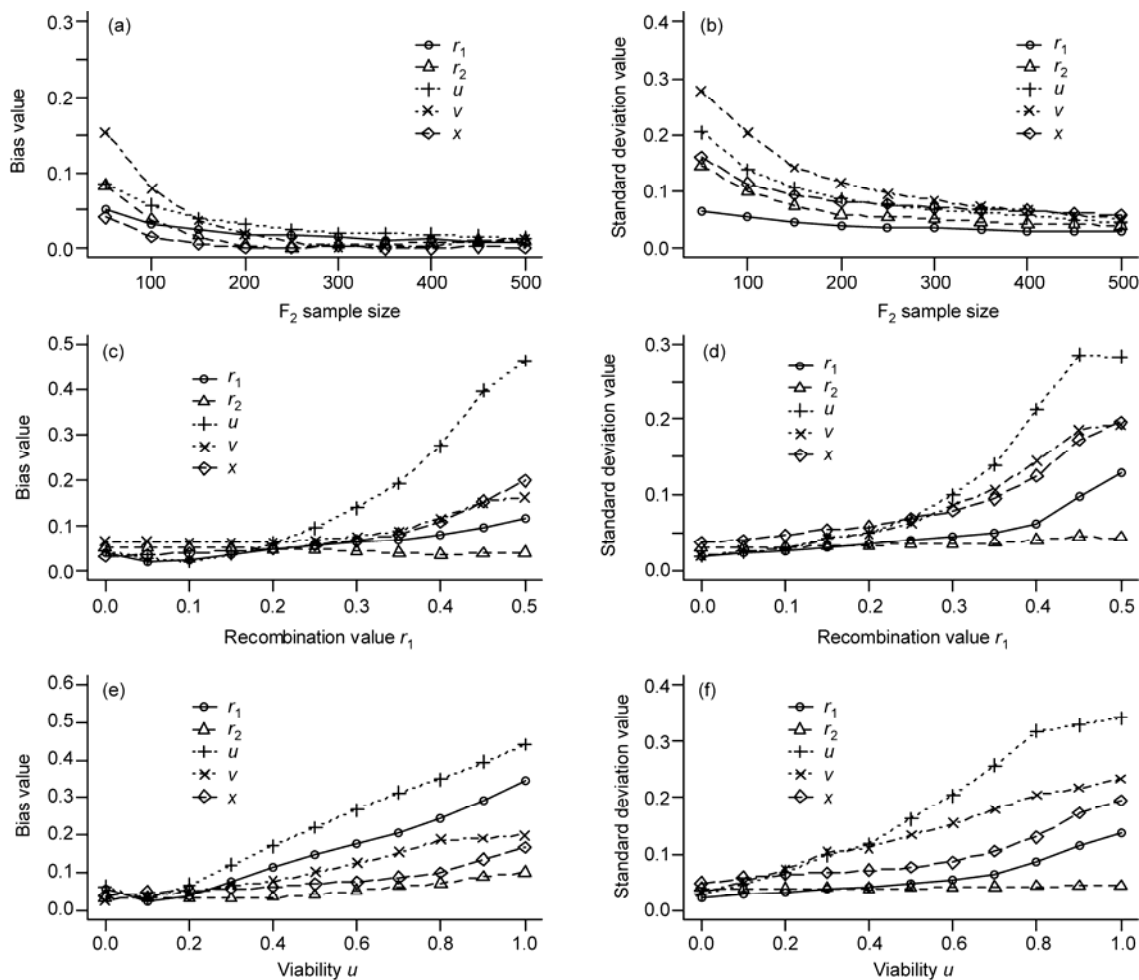 (a)
Bias value
0.3
0.2
0.1
0.0
r₁
r₂
u
v
x
100 200 300 400 500
F₂ sample size
(b)
Standard deviation value
0.4
0.3
0.2
0.1
0.0
r₁
r₂
u
v
x
100 200 300 400 500
F₂ sample size
(c)
Bias value
0.5
0.4
0.3
0.2
0.1
0.0
r₁
r₂
u
v
x
0.0 0.1 0.2 0.3 0.4 0.5
Recombination value r₁
(d)
Standard deviation value
0.3
0.2
0.1
0.0
r₁
r₂
u
v
x
0.0 0.1 0.2 0.3 0.4 0.5
Recombination value r₁
(e)
Bias value
0.6
0.5
0.4
0.3
0.2
0.1
0.0
r₁
r₂
u
v
x
0.0 0.2 0.4 0.6 0.8 1.0
Viability u
(f)
Standard deviation value
0.4
0.3
0.2
0.1
0.0
r₁
r₂
u
v
x
0.0 0.2 0.4 0.6 0.8 1.0
Viability u